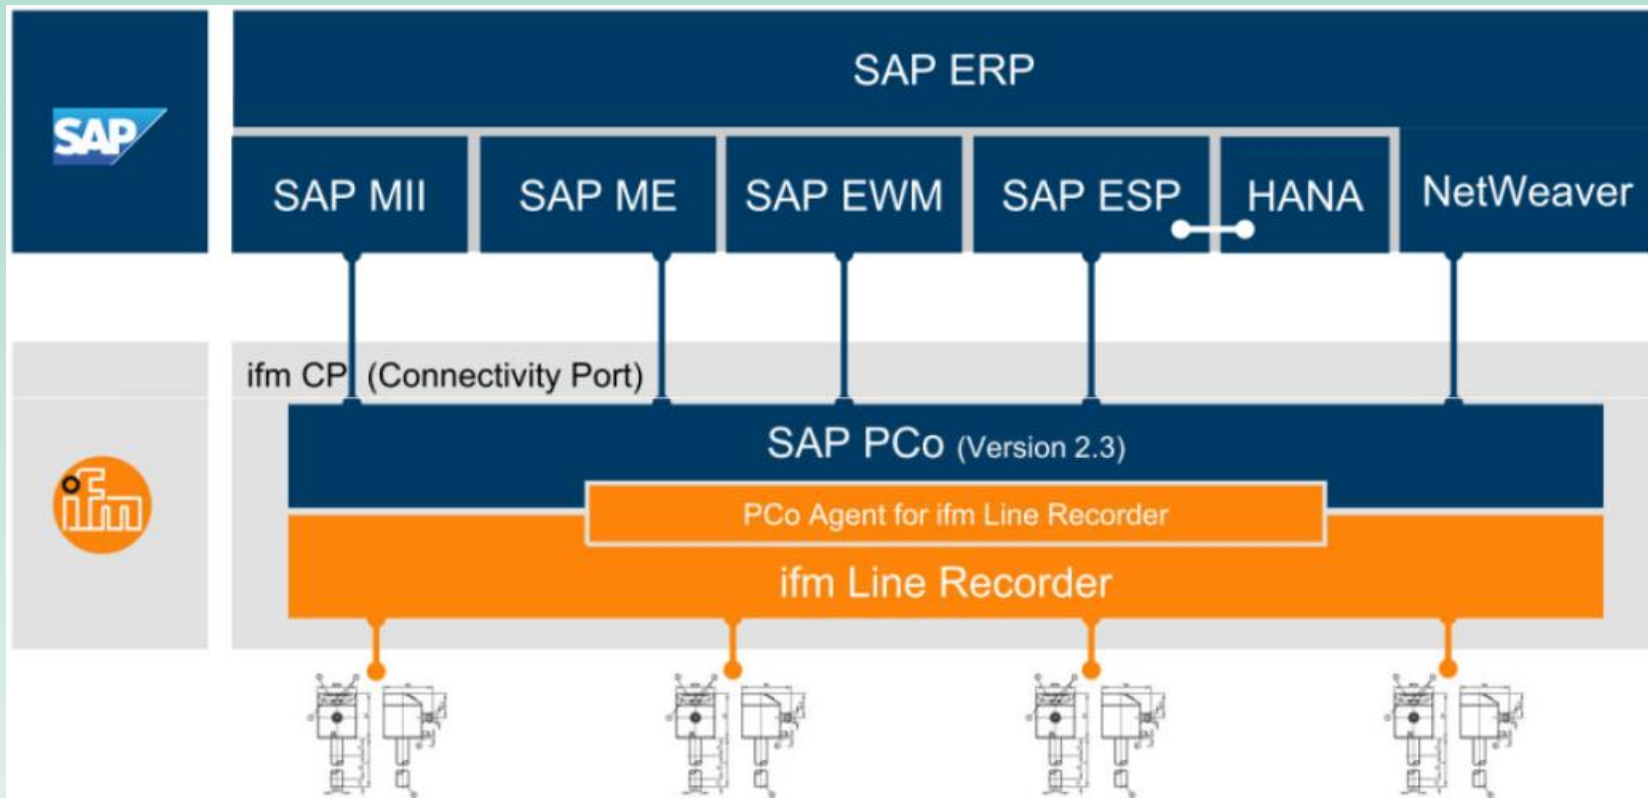 SAP ERP
SAP
SAP MII
SAP ME
SAP EWM
SAP ESP
HANA
NetWeaver
ifm CP (Connectivity Port)
SAP PCo (Version 2.3)
ifm
PCo Agent for ifm Line Recorder
ifm Line Recorder